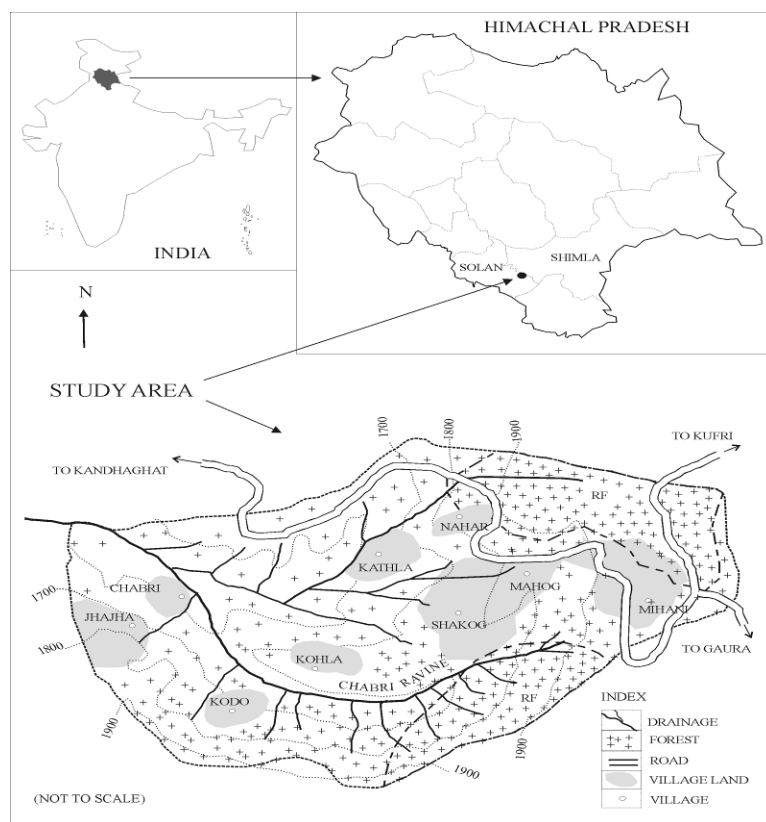 HIMACHAL PRADESH
INDIA
SOLAN
SHIMLA
N
STUDY AREA
1700
1800
1900
TO KUFRI
TO KANDHAGHAT
RF
NAHAR
KATHLA
MAHOG
CHABRI
1700
MIHANI
JHAJHA
SHAKOG
1800
TO GAURA
KOHLA
CHABRI RAVINE
KODO
RF
1900
1900
1900
INDEX
DRAINAGE
FOREST
ROAD
VILLAGE LAND
VILLAGE
(NOT TO SCALE)